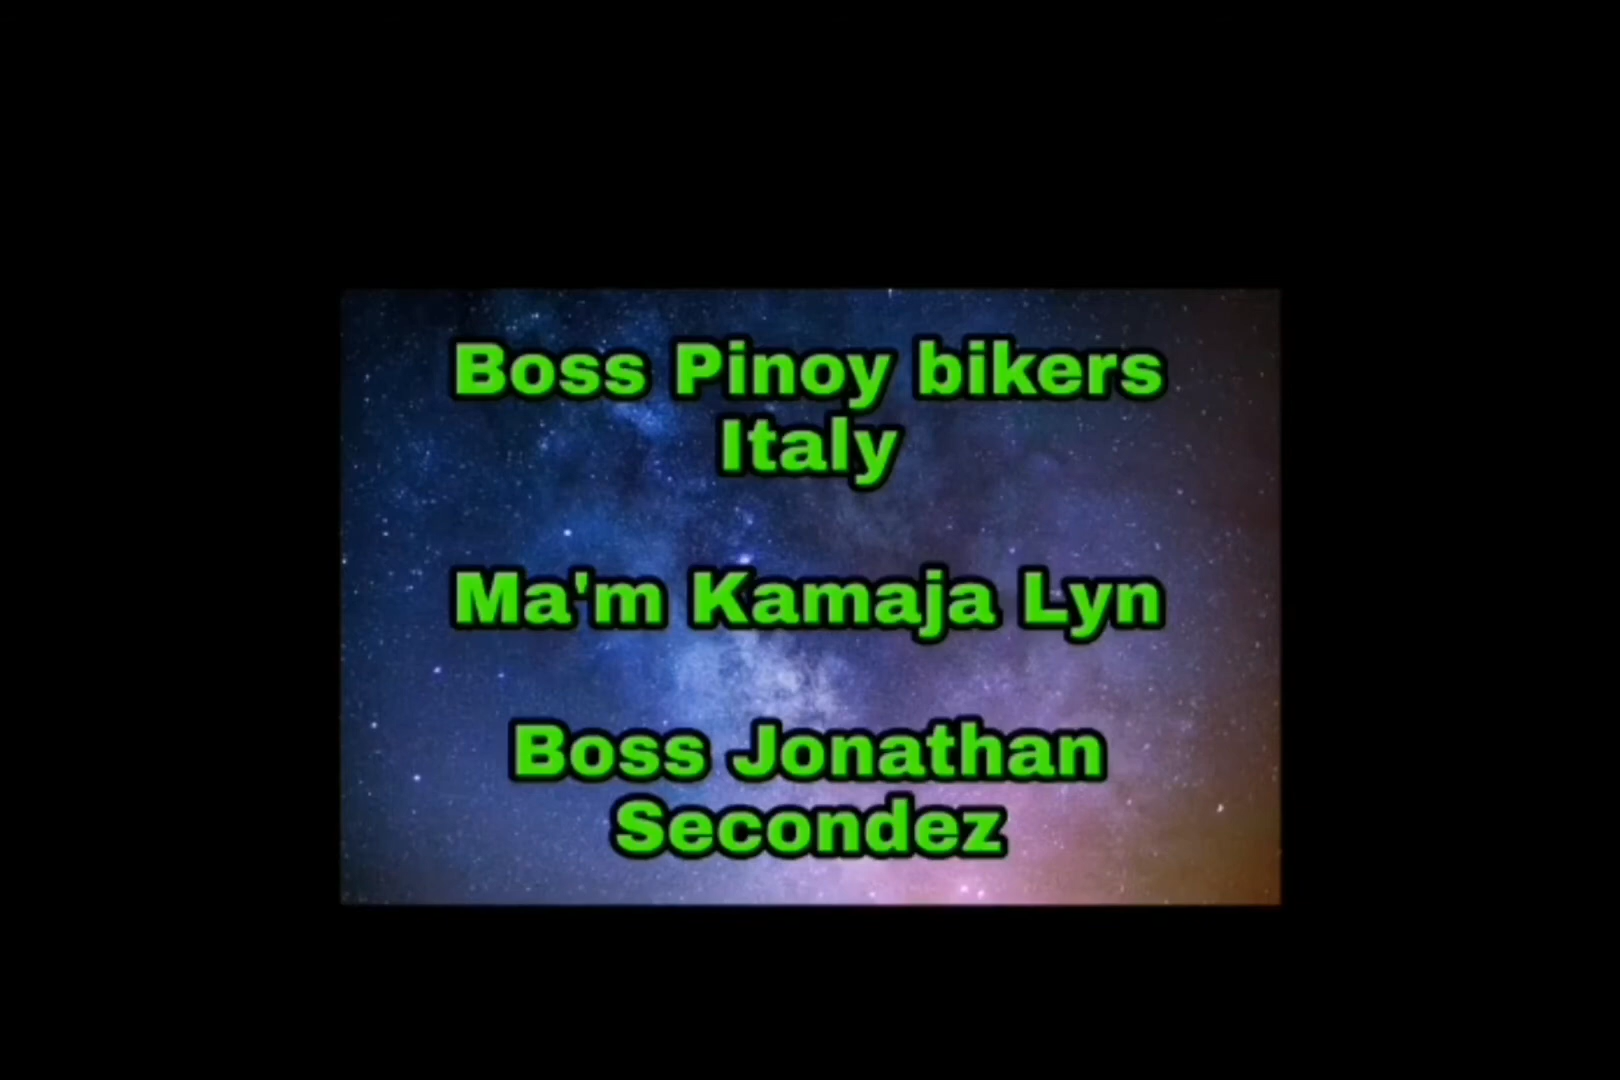 Boss Pinoy bikers
Italy
Ma'm Kamaja Lyn
Boss Jonathan
Secondez